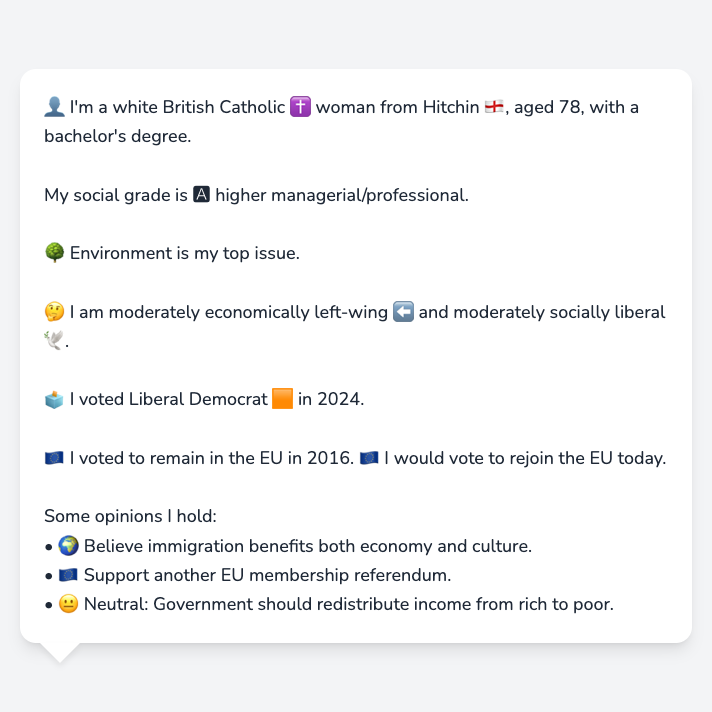 👤 I'm a white British Catholic ✝️ woman from Hitchin 🏴󠁧󠁢󠁥󠁮󠁧󠁿, aged 78, with a
bachelor's degree.
My social grade is 🅰 higher managerial/professional.
🌳 Environment is my top issue.
🤔 I am moderately economically left-wing ⬅️ and moderately socially liberal
🕊️.
🗳️ I voted Liberal Democrat 🟧 in 2024.
🇪🇺 I voted to remain in the EU in 2016. 🇪🇺 I would vote to rejoin the EU today.
Some opinions I hold:
• 🌍 Believe immigration benefits both economy and culture.
• 🇪🇺 Support another EU membership referendum.
• 😐 Neutral: Government should redistribute income from rich to poor.